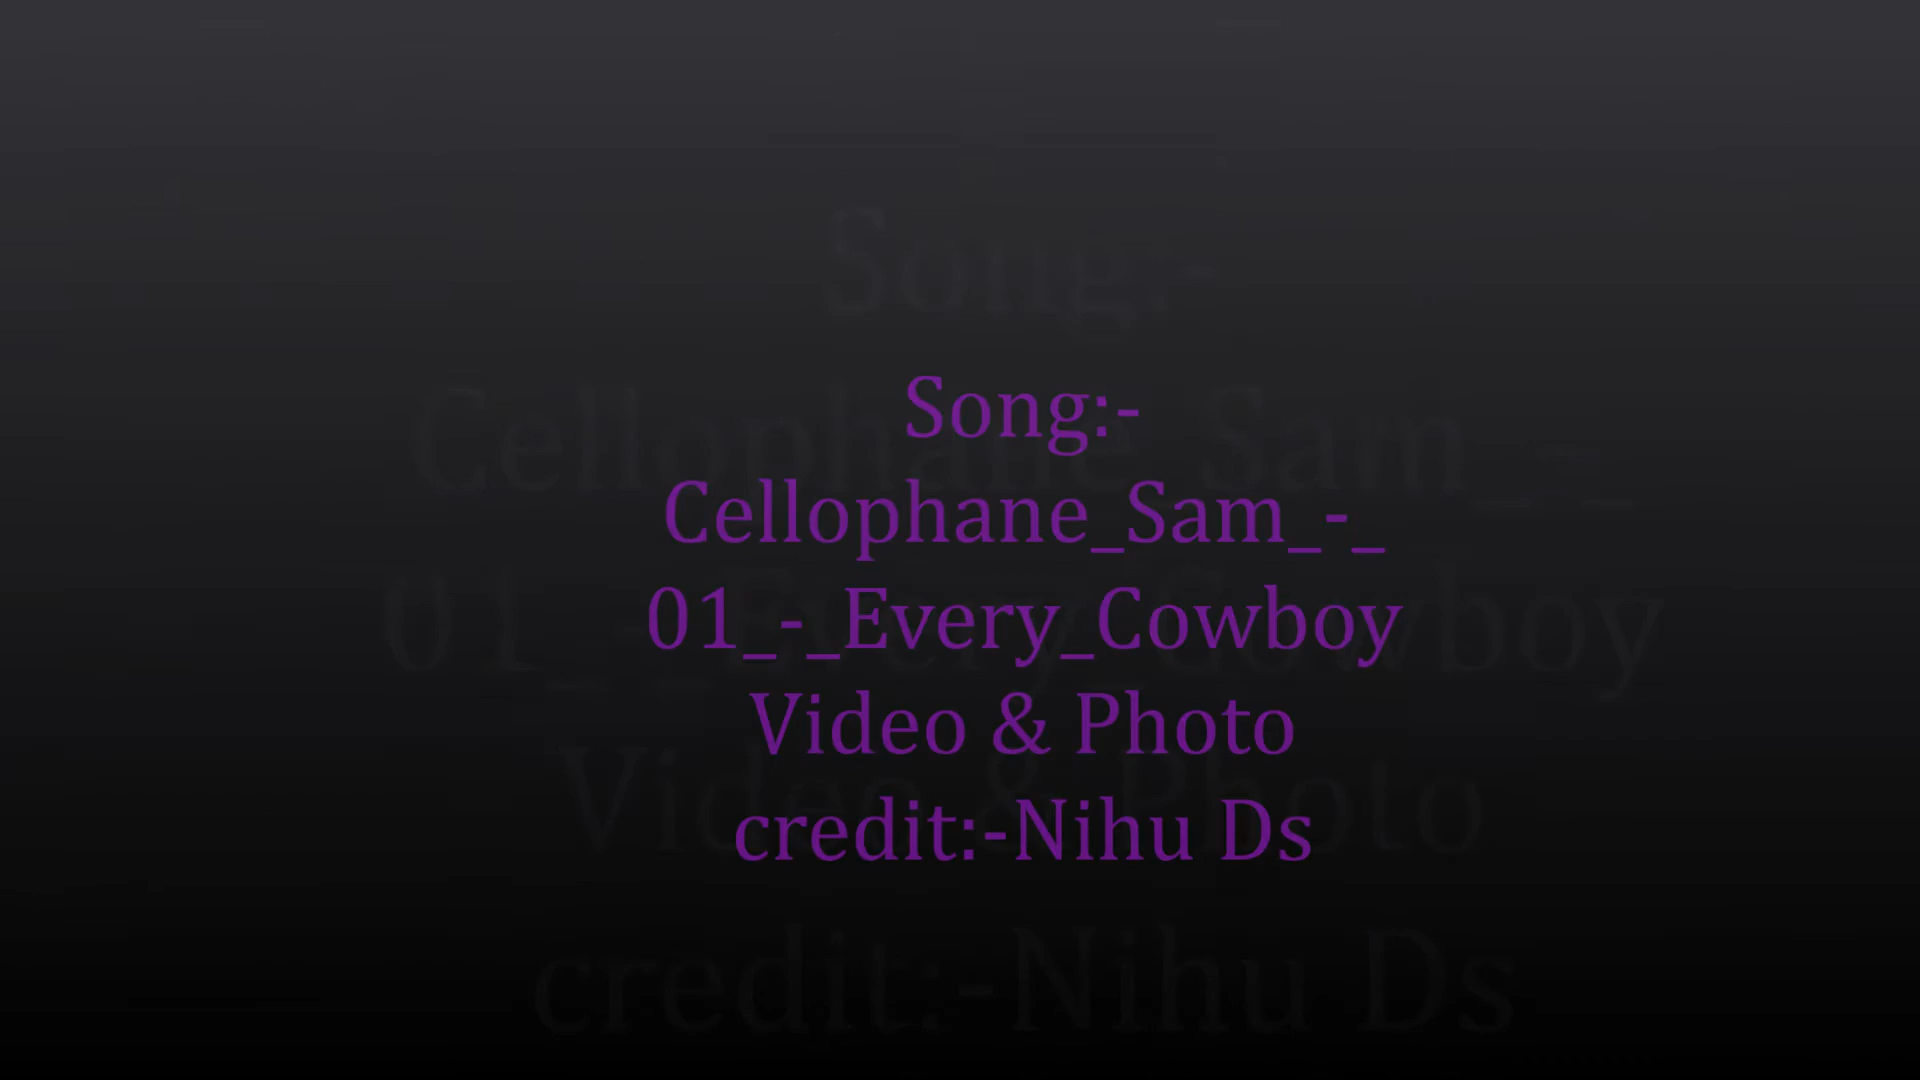 Song:-
Cellophane_Sam_-_
01_-_Every_Cowboy
Video & Photo
credit:-Nihu Ds